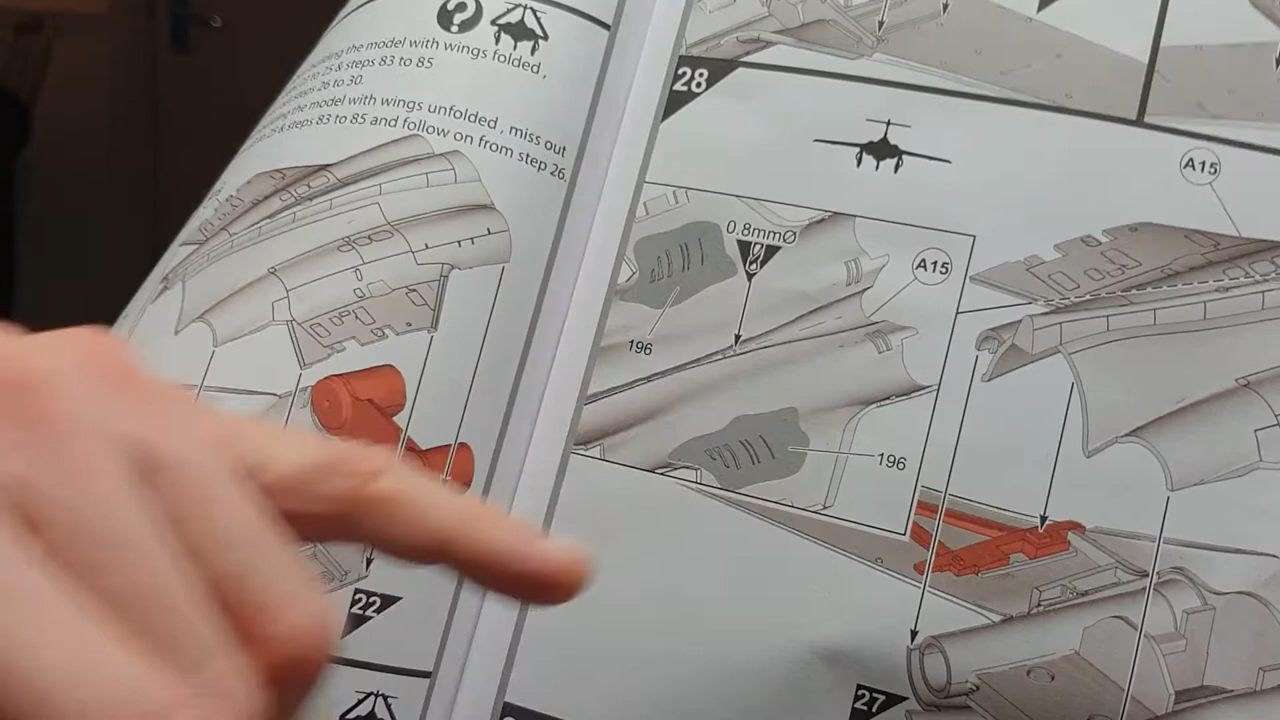 ?
ilding the model with wings folded ,
to 25 & steps 83 to 85
steps 26 to 30.
the model with wings unfolded , miss out
& steps 83 to 85 and follow on from step 26.
22
28
A15
0.8mmØ
A15
196
196
27